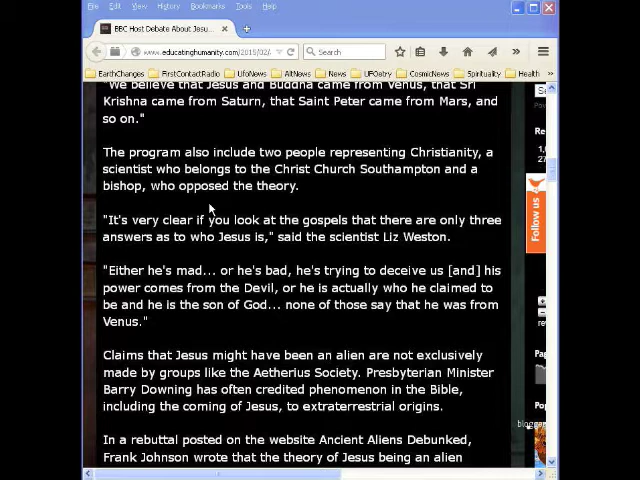 File Edit View History Bookmarks Tools Help
BBC Host Debate About Jesu...
www.educatinghumanity.com/2015/02/
Search
EarthChanges FirstContactRadio UfoNews AltNews News UFOetry CosmicNews Spirituality Health
"We believe that Jesus and Buddha came from Venus, that Sri
Krishna came from Saturn, that Saint Peter came from Mars, and
so on."
The program also include two people representing Christianity, a
scientist who belongs to the Christ Church Southampton and a
bishop, who opposed the theory.
"It's very clear if you look at the gospels that there are only three
answers as to who Jesus is," said the scientist Liz Weston.
"Either he's mad... or he's bad, he's trying to deceive us [and] his
power comes from the Devil, or he is actually who he claimed to
be and he is the son of God... none of those say that he was from
Venus."
Claims that Jesus might have been an alien are not exclusively
made by groups like the Aetherius Society. Presbyterian Minister
Barry Downing has often credited phenomenon in the Bible,
including the coming of Jesus, to extraterrestrial origins.
In a rebuttal posted on the website Ancient Aliens Debunked,
Frank Johnson wrote that the theory of Jesus being an alien
Follow us